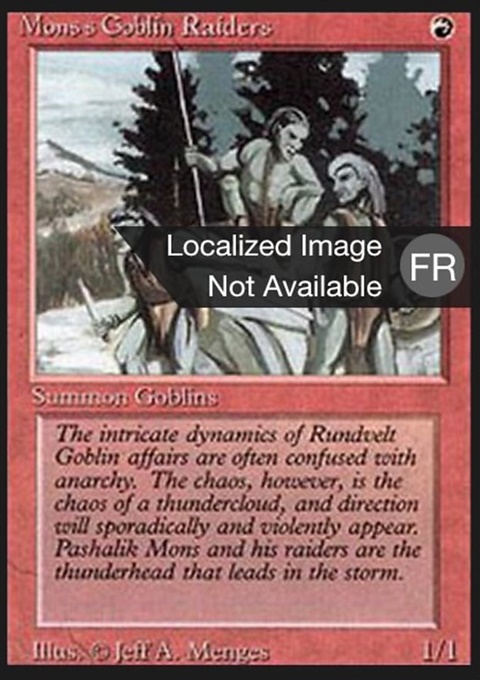 Mons's Goblin Raiders
Localized Image
Not Available
FR
Summon Goblins
The intricate dynamics of Rundvelt
Goblin affairs are often confused with
anarchy. The chaos, however, is the
chaos of a thundercloud, and direction
will sporadically and violently appear.
Pashalik Mons and his raiders are the
thunderhead that leads in the storm.
Illus. © Jeff A. Menges
1/1